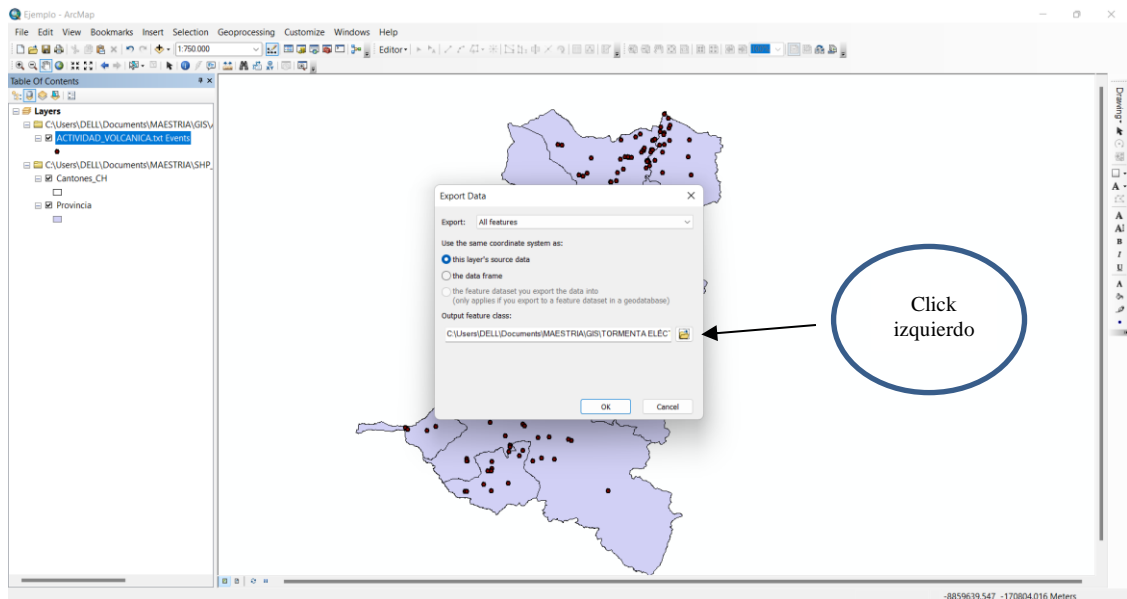 Ejemplo - ArcMap
File Edit View Bookmarks Insert Selection Geoprocessing Customize Windows Help
1:750.000
Editor
Table Of Contents
Layers
C:\Users\DELL\Documents\MAESTRIA\GIS\
ACTIVIDAD_VOLCANICA.txt Events
C:\Users\DELL\Documents\MAESTRIA\SHP_
Cantones_CH
Provincia
Export Data
Export: All features
Use the same coordinate system as:
this layer's source data
the data frame
the feature dataset you export the data into
(only applies if you export to a feature dataset in a geodatabase)
Output feature class:
C:\Users\DELL\Documents\MAESTRIA\GIS\TORMENTA ELÉCT
OK Cancel
Click
izquierdo
Drawing
A
A
A
B
I
U
A
-8859639,547 -170804,016 Meters